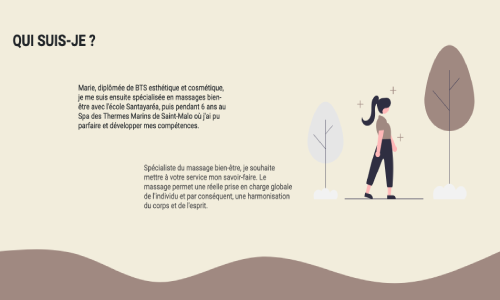 QUI SUIS-JE ?
Marie, diplômée de BTS esthétique et cosmétique,
je me suis ensuite spécialisée en massages bien-
être avec l'école Santayaréa, puis pendant 6 ans au
Spa des Thermes Marins de Saint-Malo où j'ai pu
parfaire et développer mes compétences.
Spécialiste du massage bien-être, je souhaite
mettre à votre service mon savoir-faire. Le
massage permet une réelle prise en charge globale
de l'individu et par conséquent, une harmonisation
du corps et de l'esprit.